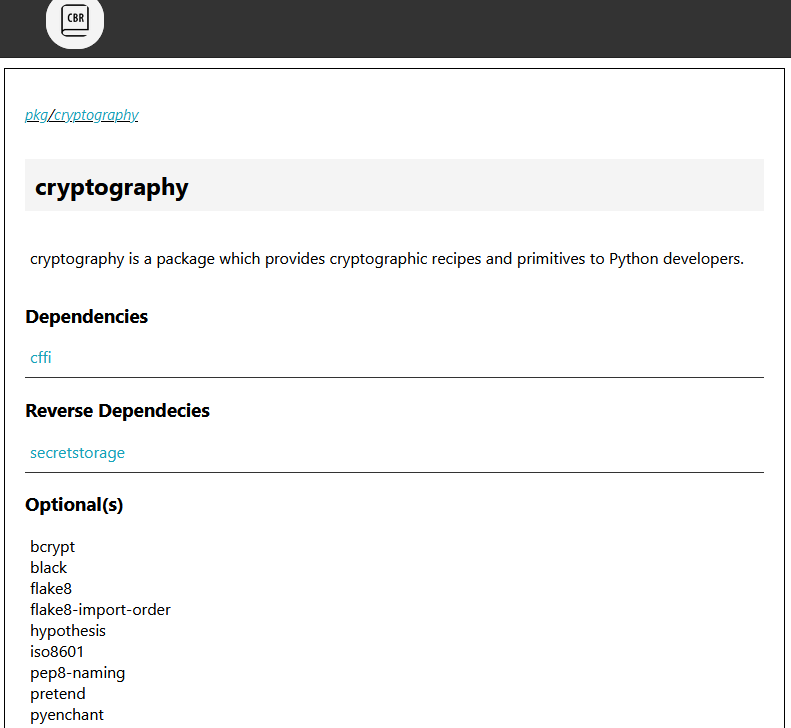 CBR
pkg/cryptography
cryptography
cryptography is a package which provides cryptographic recipes and primitives to Python developers.
Dependencies
cffi
Reverse Dependecies
secretstorage
Optional(s)
bcrypt
black
flake8
flake8-import-order
hypothesis
iso8601
pep8-naming
pretend
pyenchant